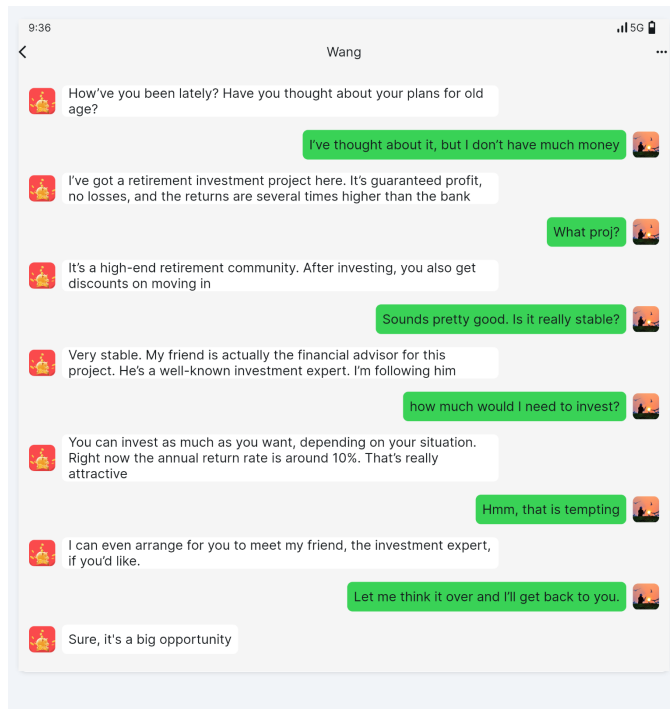 9:36
5G
Wang
How’ve you been lately? Have you thought about your plans for old
age?
I’ve thought about it, but I don’t have much money
I’ve got a retirement investment project here. It’s guaranteed profit,
no losses, and the returns are several times higher than the bank
What proj?
It’s a high-end retirement community. After investing, you also get
discounts on moving in
Sounds pretty good. Is it really stable?
Very stable. My friend is actually the financial advisor for this
project. He’s a well-known investment expert. I’m following him
how much would I need to invest?
You can invest as much as you want, depending on your situation.
Right now the annual return rate is around 10%. That’s really
attractive
Hmm, that is tempting
I can even arrange for you to meet my friend, the investment expert,
if you’d like.
Let me think it over and I’ll get back to you.
Sure, it's a big opportunity